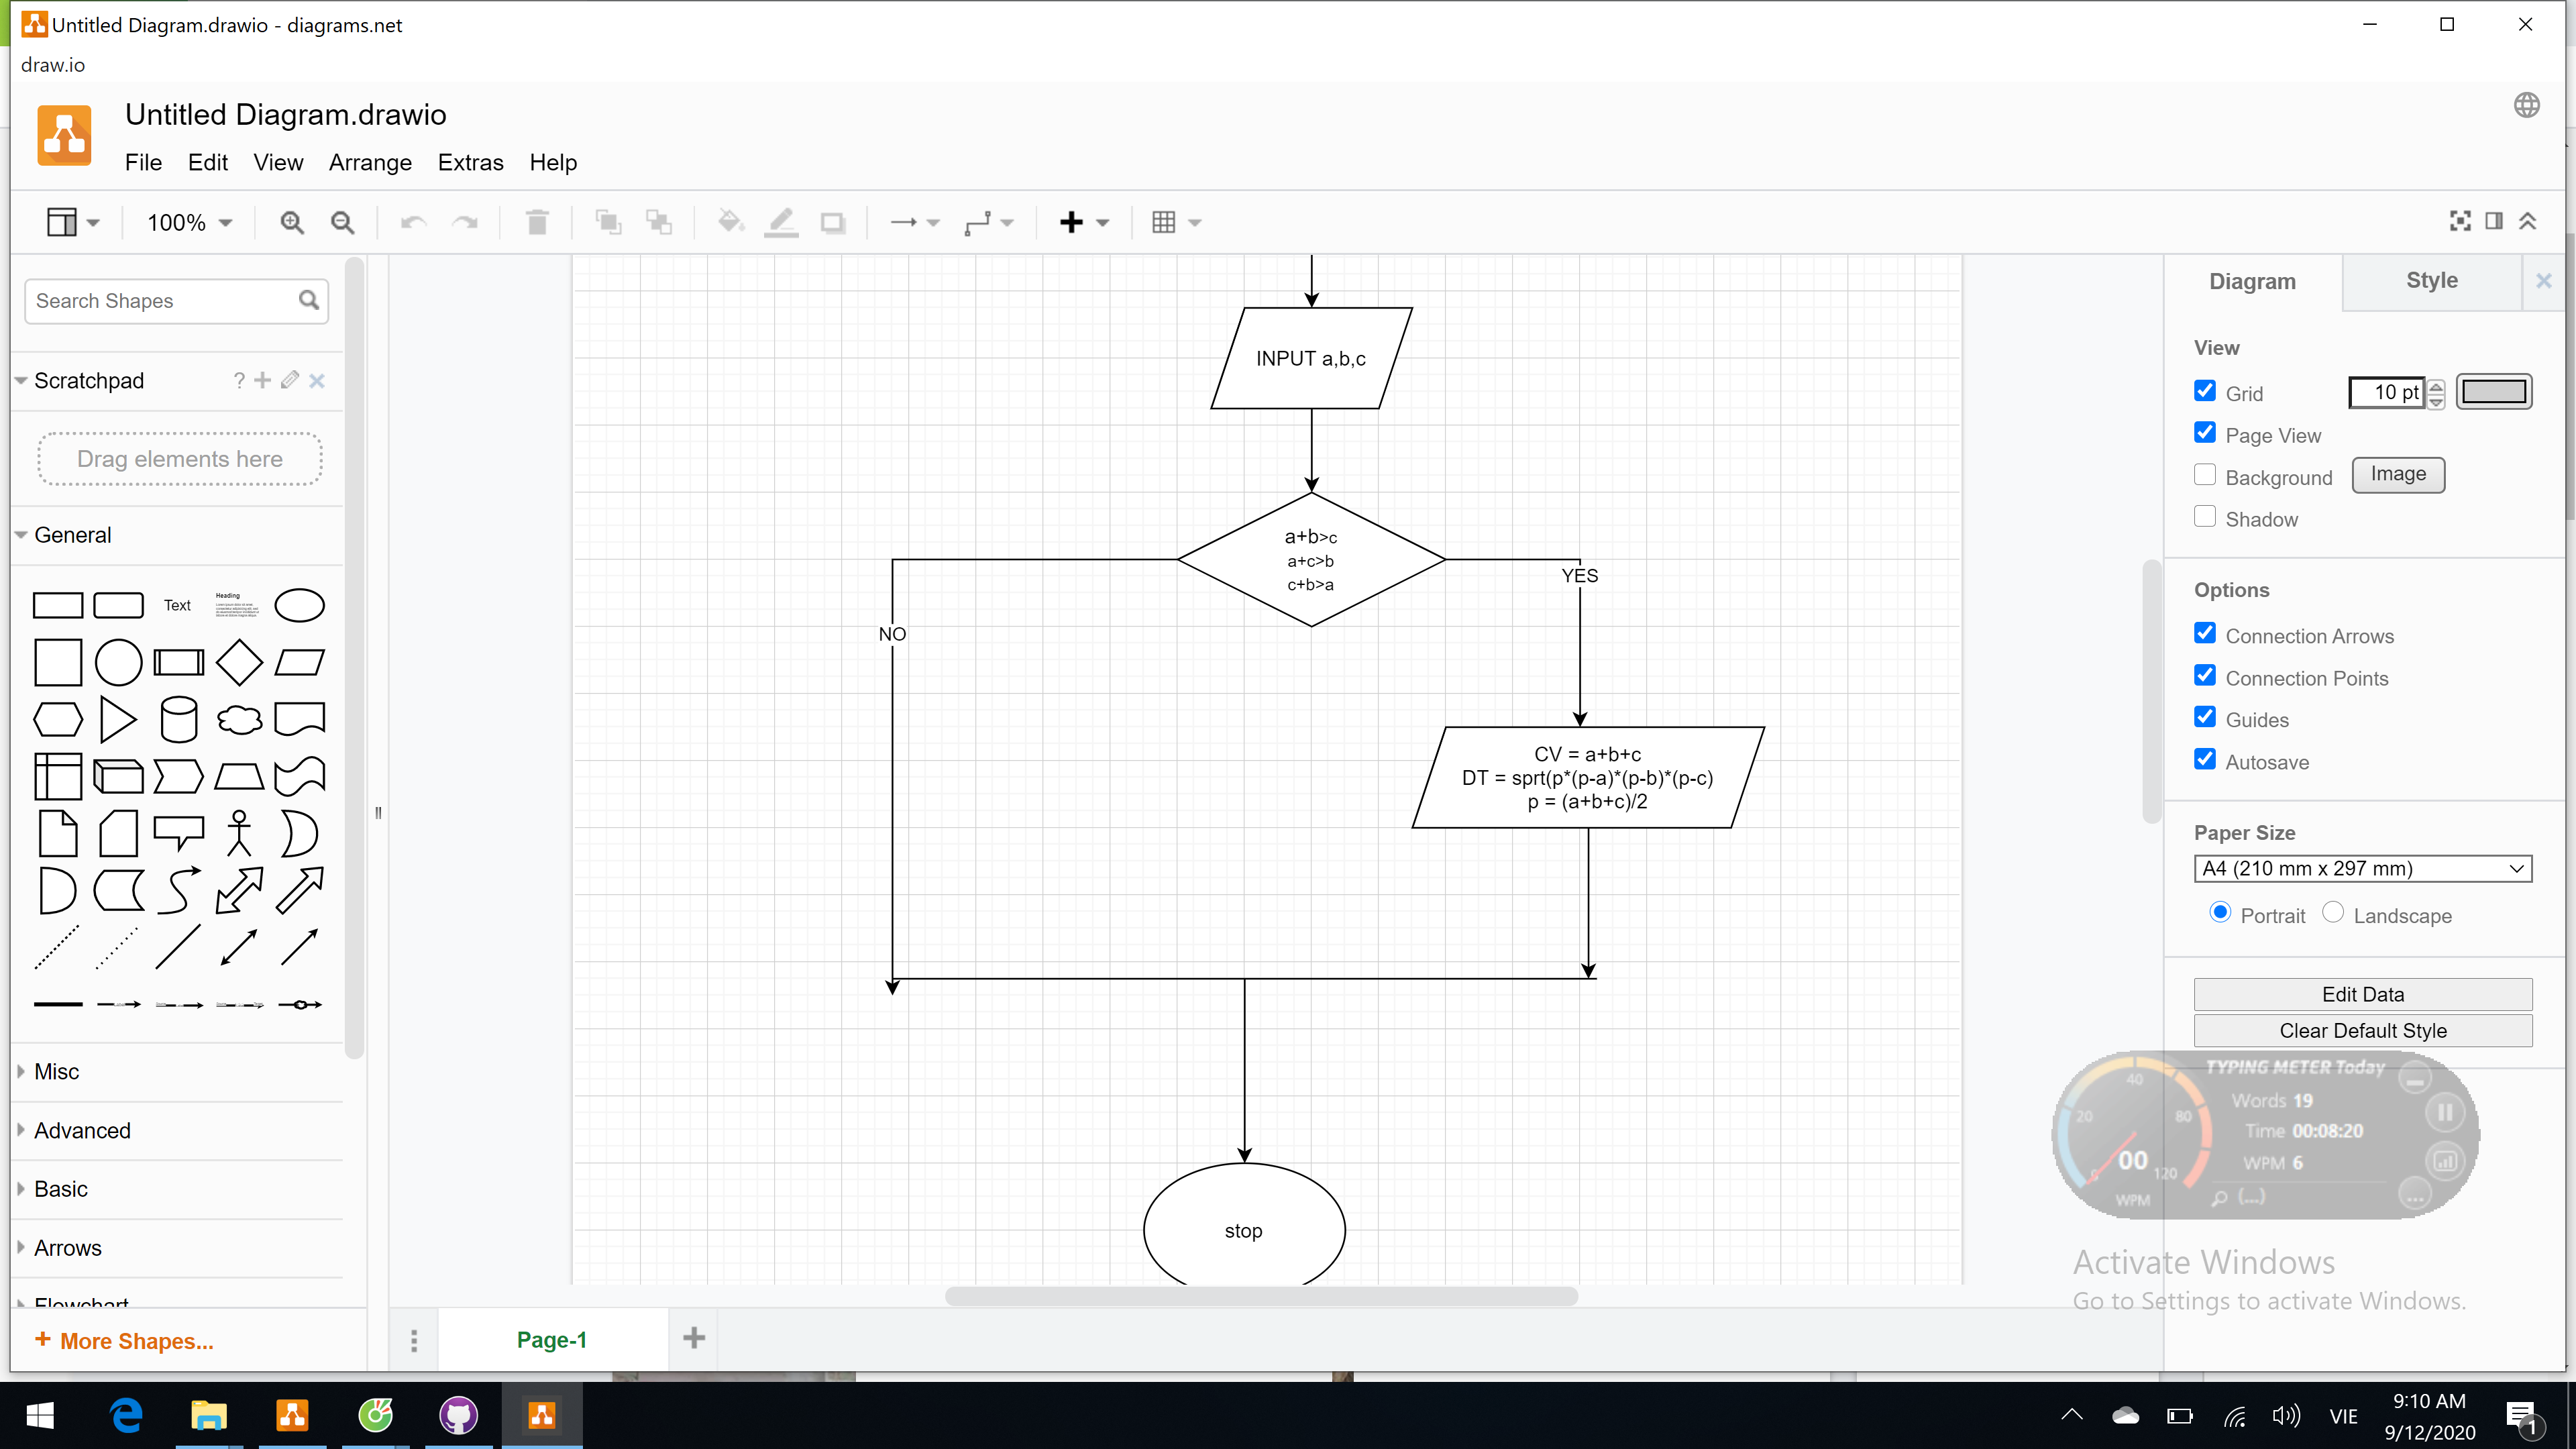 Untitled Diagram.drawio - diagrams.net
draw.io
Untitled Diagram.drawio
File Edit View Arrange Extras Help
100%
Search Shapes
Scratchpad
?
Drag elements here
General
Text
Heading
Misc
Advanced
Basic
Arrows
Flowchart
+ More Shapes...
INPUT a,b,c
a+b>c
a+c>b
c+b>a
YES
NO
CV = a+b+c
DT = sprt(p*(p-a)*(p-b)*(p-c)
p = (a+b+c)/2
stop
Page-1
Diagram Style
View
Grid 10 pt
Page View
Background Image
Shadow
Options
Connection Arrows
Connection Points
Guides
Autosave
Paper Size
A4 (210 mm x 297 mm)
Portrait Landscape
Edit Data
Clear Default Style
TYPING METER Today
Words 19
Time 00:08:20
WPM 6
(...)
0 20 40 80 120
00
WPM
Activate Windows
Go to Settings to activate Windows.
VIE
9:10 AM
9/12/2020
1